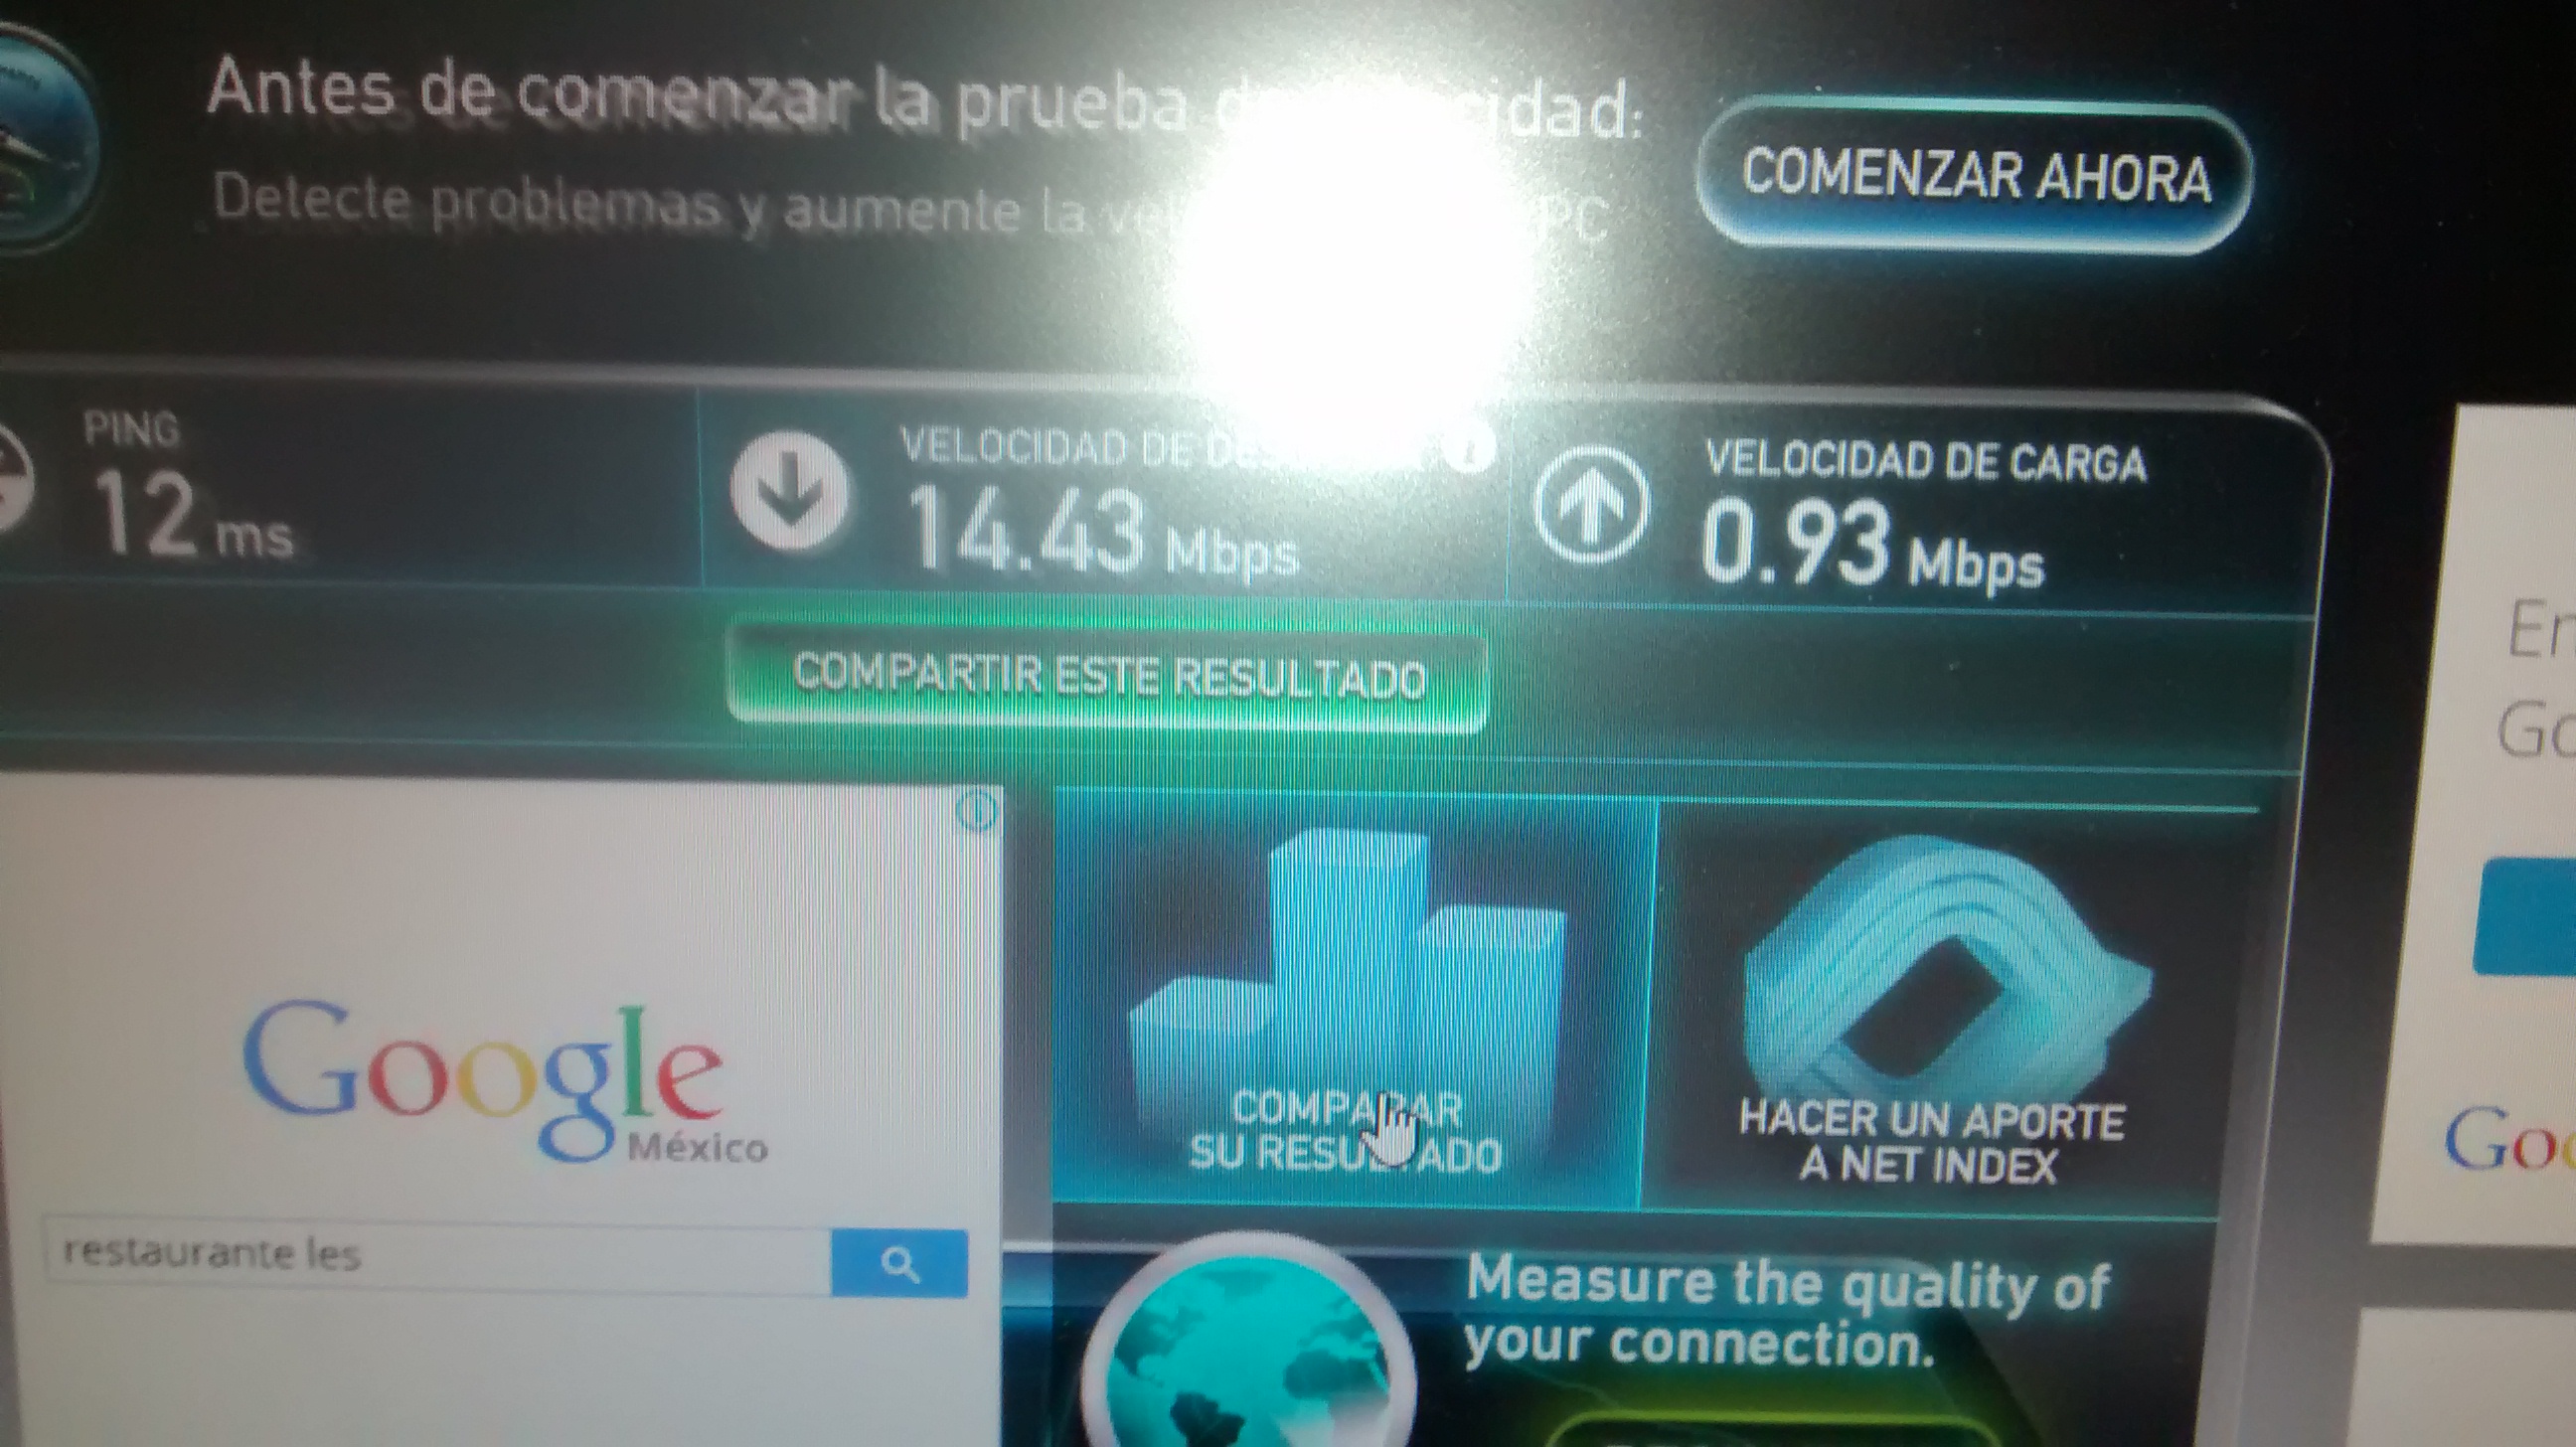 Antes de comenzar la prueba
Detecte problemas y aumente la PC
COMENZAR AHORA
PING
12 ms
VELOCIDAD DE
14.43 Mbps
VELOCIDAD DE CARGA
0.93 Mbps
COMPARTIR ESTE RESULTADO
Google
México
restaurante les
COMPARAR
SU RESULTADO
HACER UN APORTE
A NET INDEX
Measure the quality of
your connection.